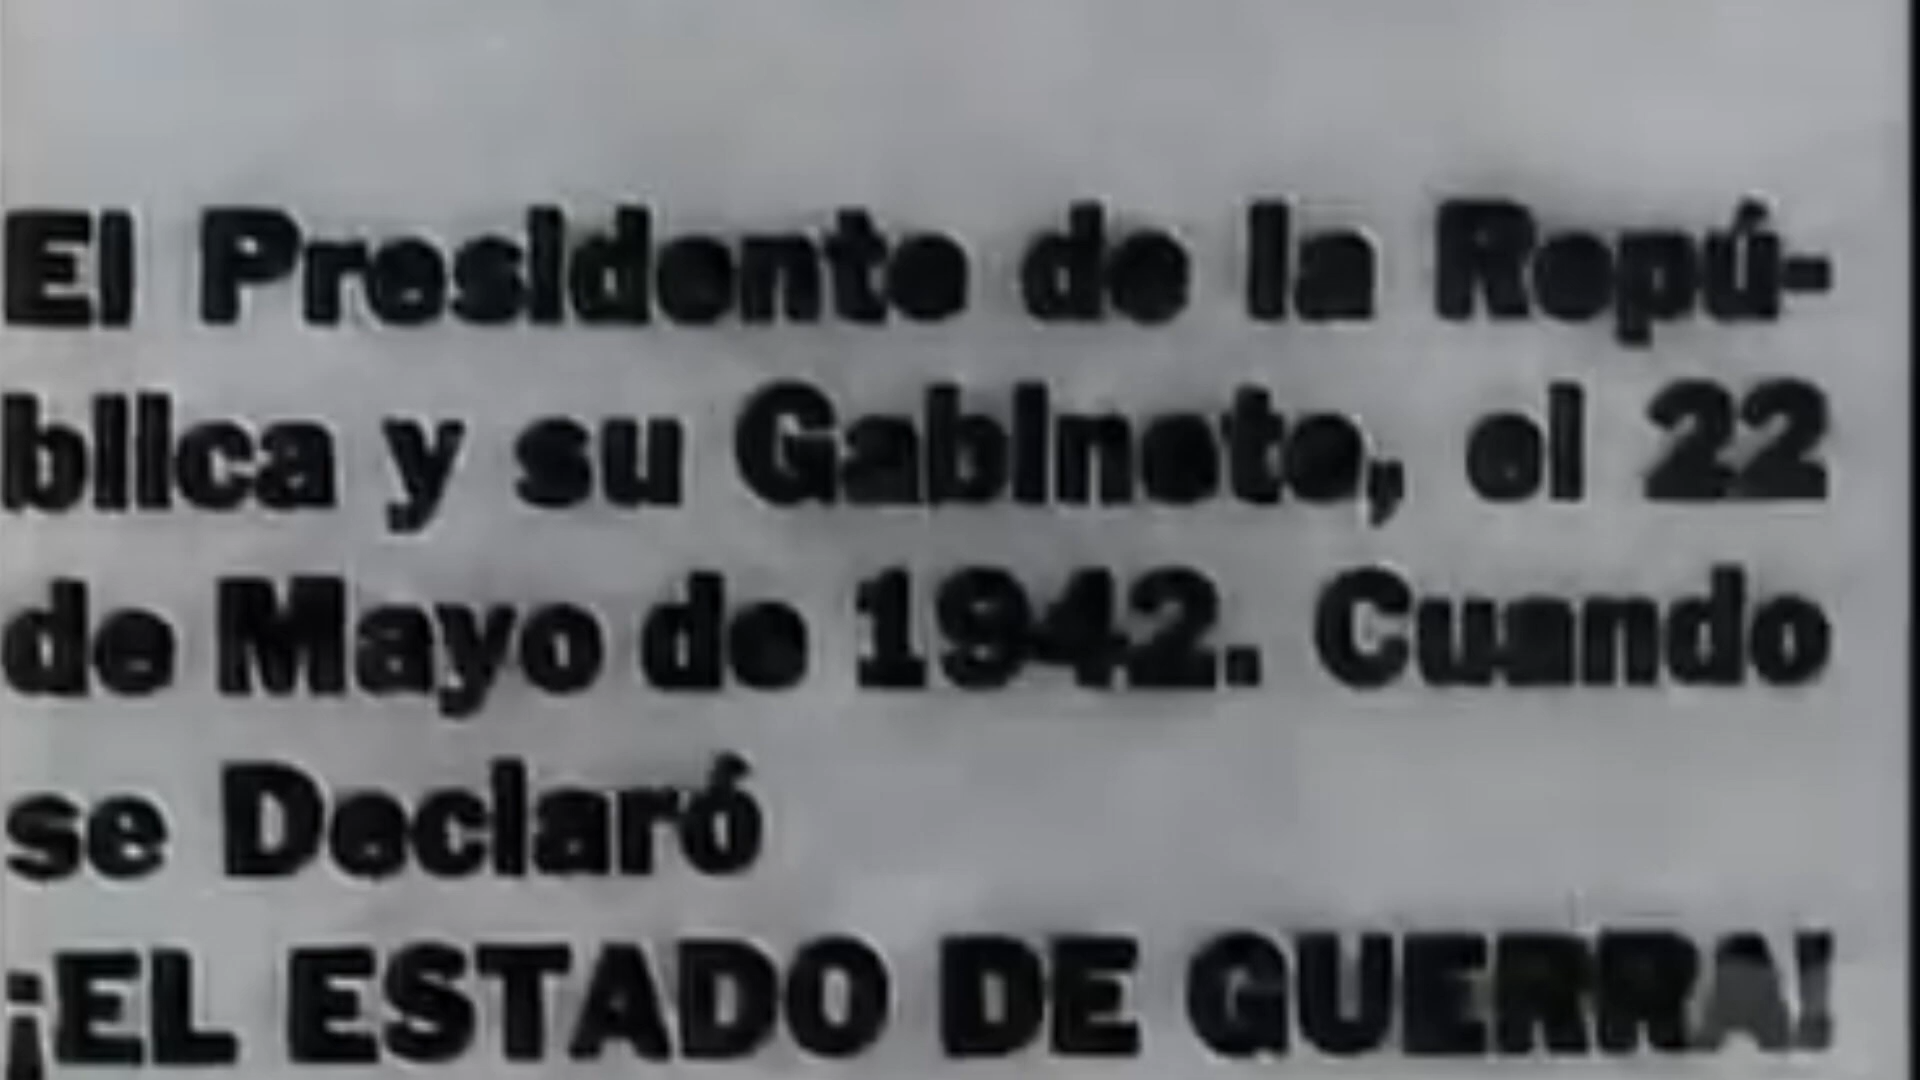 El Presidente de la Repú-
blica y su Gabinete, el 22
de Mayo de 1942. Cuando
se Declaró
¡EL ESTADO DE GUERRA!